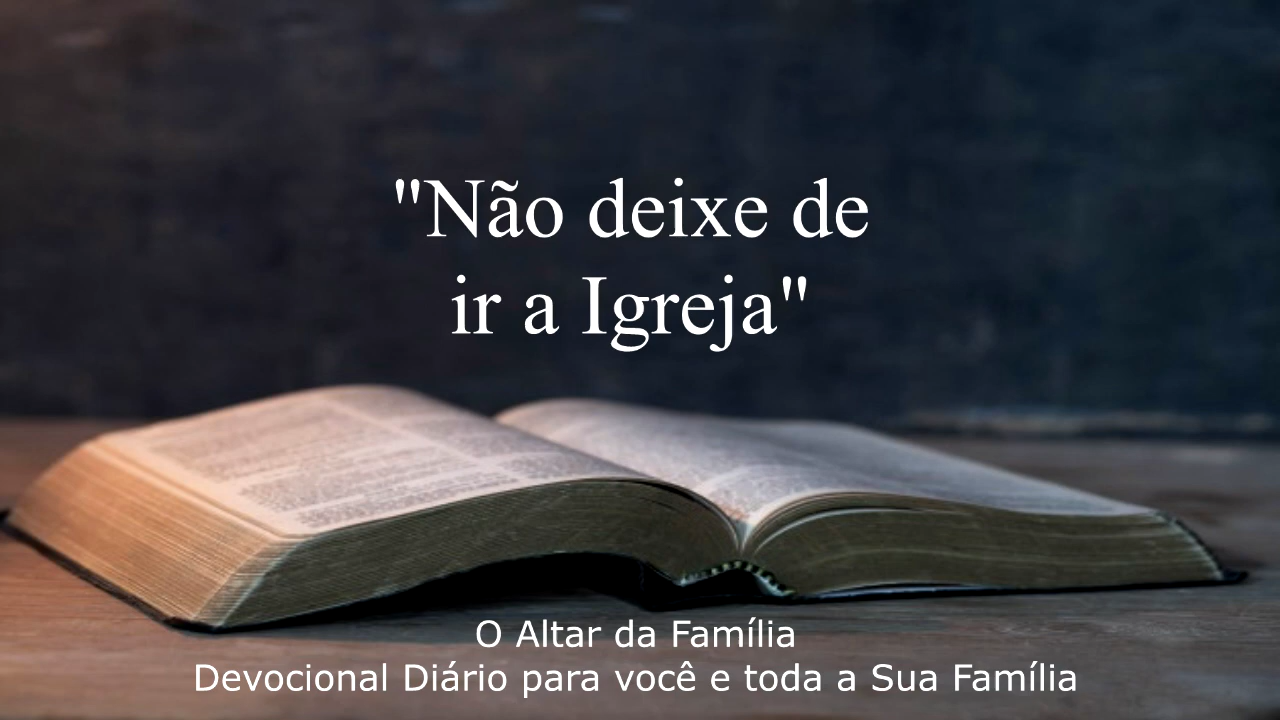 "Não deixe de
ir a Igreja"
O Altar da Família
Devocional Diário para você e toda a Sua Família